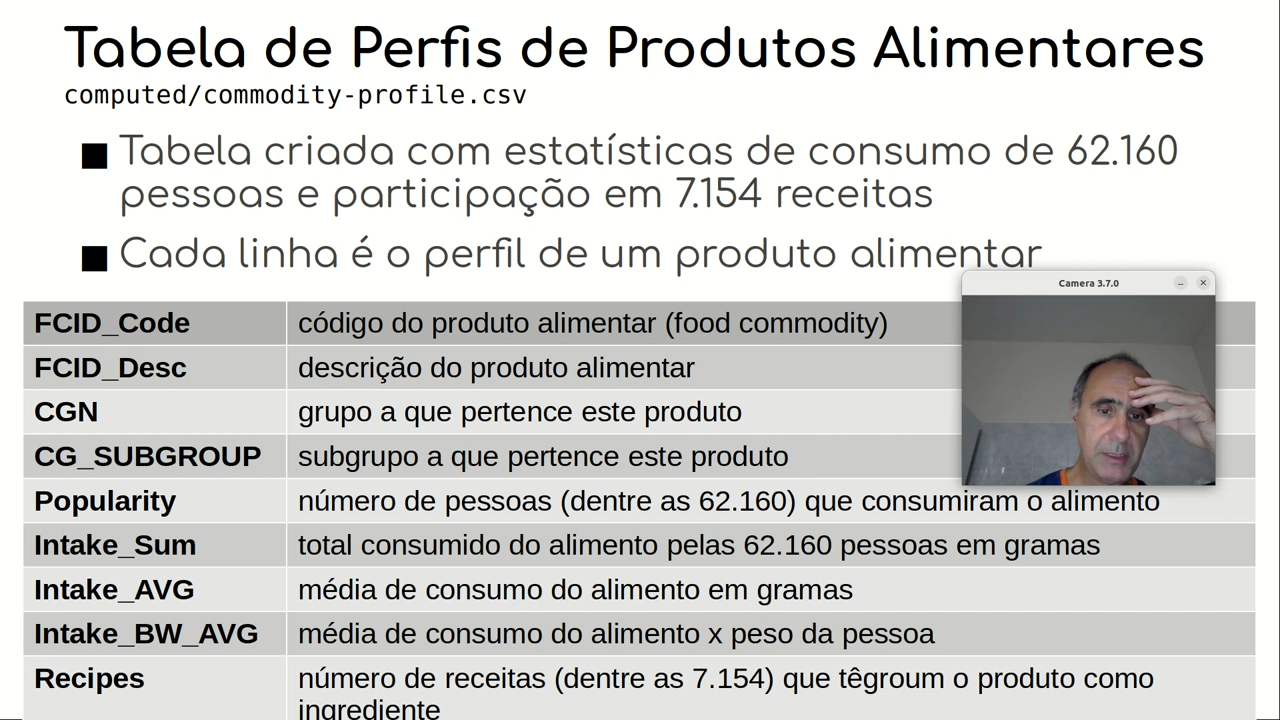 Tabela de Perfis de Produtos Alimentares
computed/commodity-profile.csv
Tabela criada com estatísticas de consumo de 62.160
pessoas e participação em 7.154 receitas
Cada linha é o perfil de um produto alimentar
Camera 3.7.0
FCID_Code código do produto alimentar (food commodity)
FCID_Desc descrição do produto alimentar
CGN grupo a que pertence este produto
CG_SUBGROUP subgrupo a que pertence este produto
Popularity número de pessoas (dentre as 62.160) que consumiram o alimento
Intake_Sum total consumido do alimento pelas 62.160 pessoas em gramas
Intake_AVG média de consumo do alimento em gramas
Intake_BW_AVG média de consumo do alimento x peso da pessoa
Recipes número de receitas (dentre as 7.154) que têgroum o produto como
ingrediente